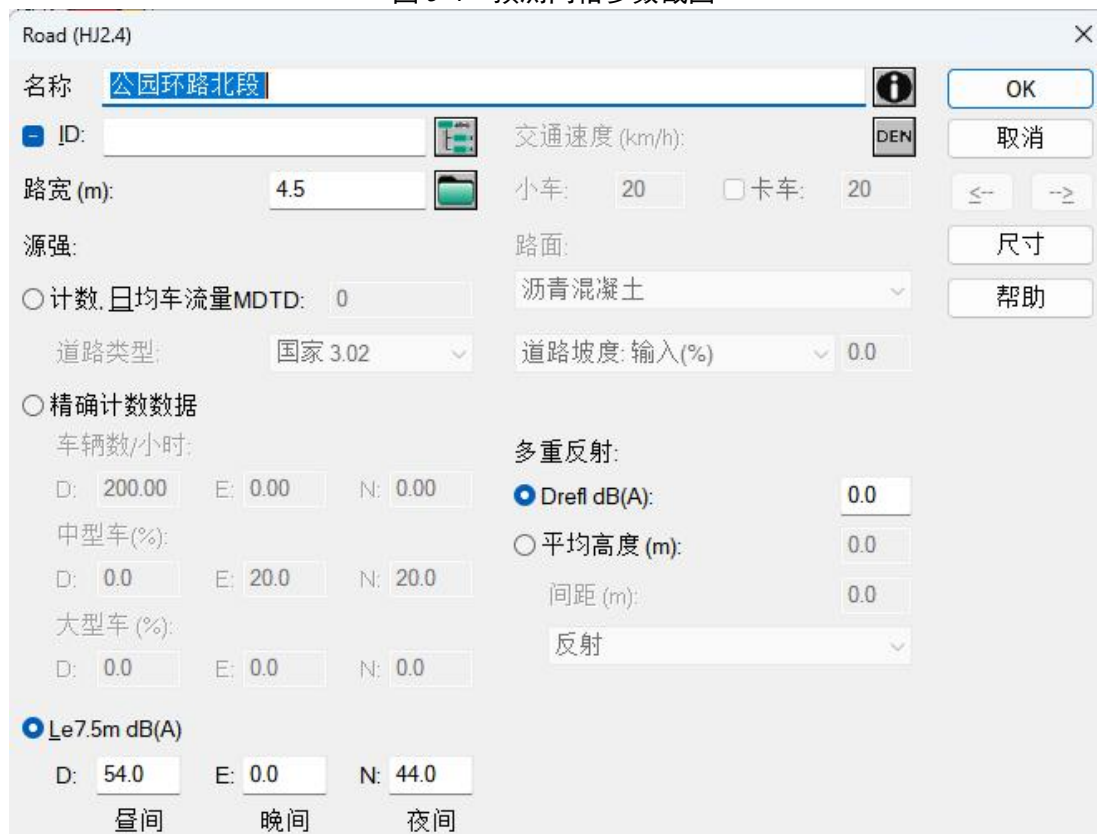 Road (HJ2.4)
名称 公园环路北段 OK
ID: 交通速度 (km/h): DEN 取消
路宽 (m): 4.5 小车: 20 卡车: 20 <-- -->
源强: 路面: 尺寸
计数, 日均车流量MDTD: 0 沥青混凝土 帮助
道路类型: 国家 3.02 道路坡度: 输入(%) 0.0
精确计数数据
车辆数/小时: 多重反射:
D: 200.00 E: 0.00 N: 0.00 Drefl dB(A): 0.0
中型车(%): 平均高度 (m): 0.0
D: 0.0 E: 20.0 N: 20.0 间距 (m): 0.0
大型车 (%): 反射
D: 0.0 E: 0.0 N: 0.0
Le7.5m dB(A)
D: 54.0 E: 0.0 N: 44.0
昼间 晚间 夜间